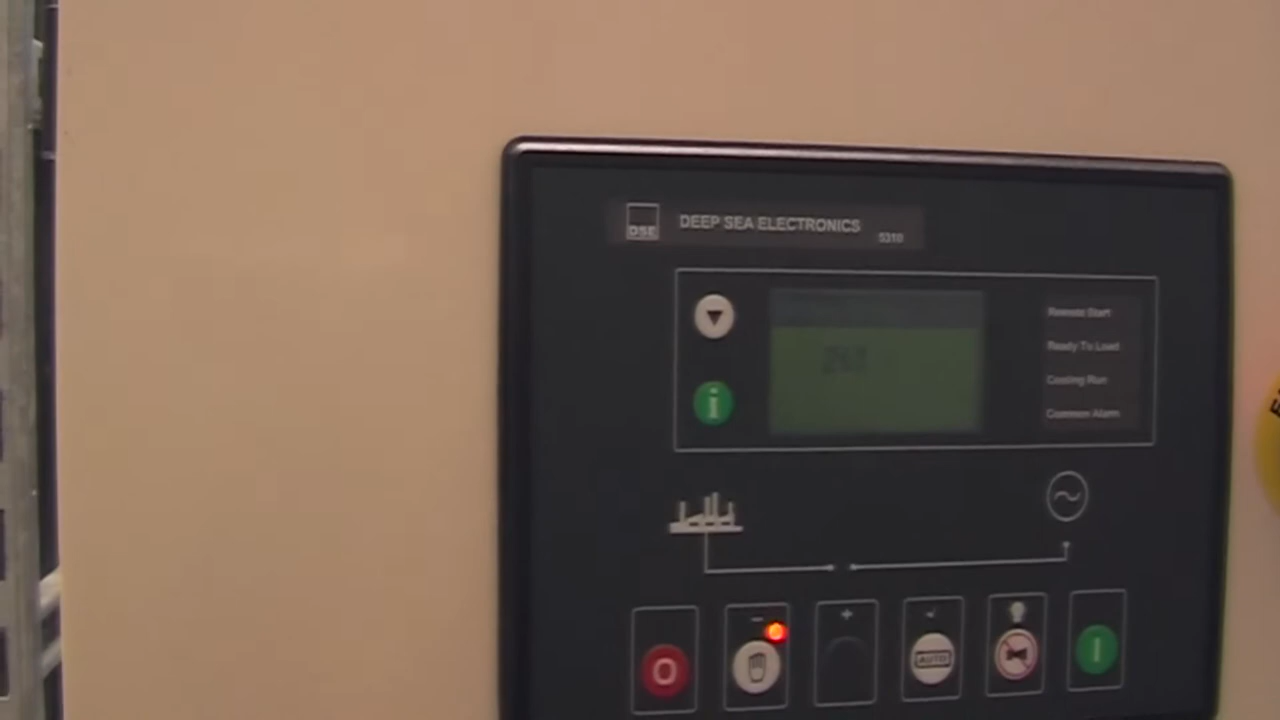 DSE
DEEP SEA ELECTRONICS
5310
Remote Start
Ready To Load
i
Cooling Run
Common Alarm
- +
O
AUTO
I